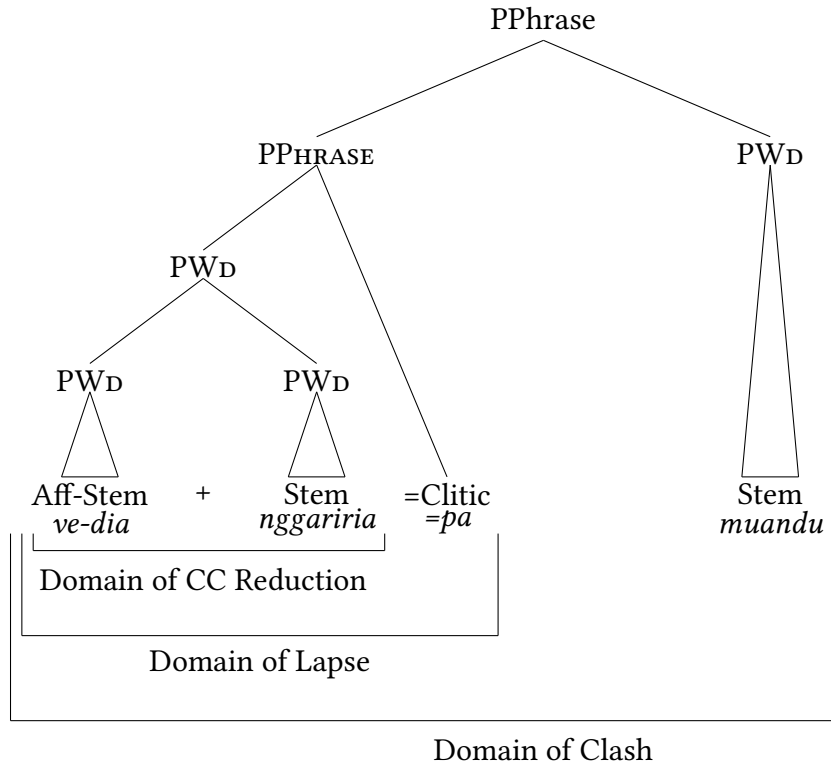 PPhrase
PPHRASE PWD
PWD
PWD PWD
Aff-Stem + Stem =Clitic Stem
ve-dia nggariria =pa muandu
Domain of CC Reduction
Domain of Lapse
Domain of Clash